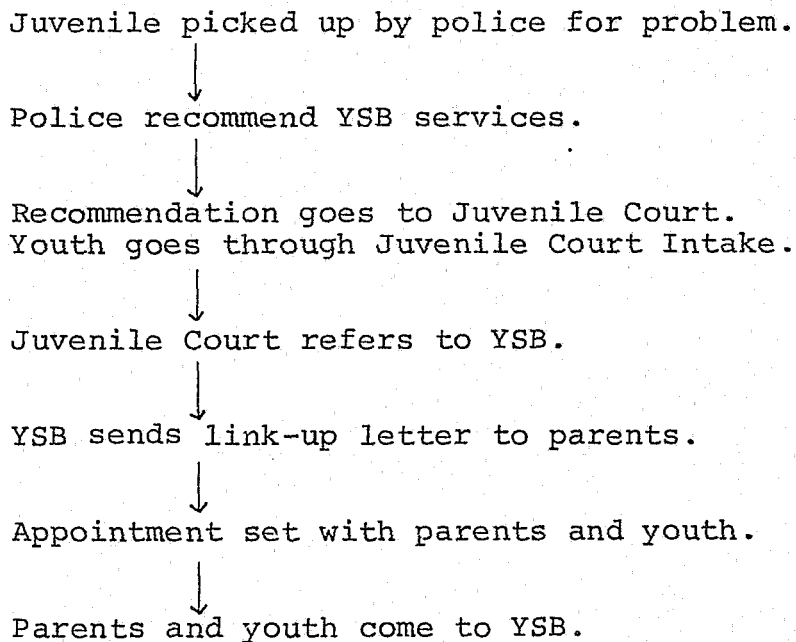 Juvenile picked up by police for problem.
Police recommend YSB services.
Recommendation goes to Juvenile Court.
Youth goes through Juvenile Court Intake.
Juvenile Court refers to YSB.
YSB sends link-up letter to parents.
Appointment set with parents and youth.
Parents and youth come to YSB.